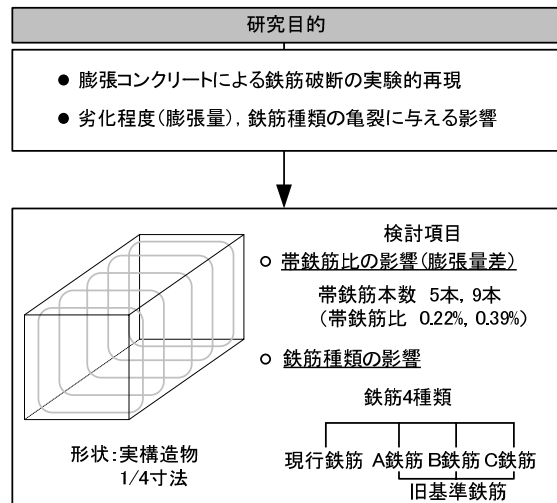 研究目的
● 膨張コンクリートによる鉄筋破断の実験的再現
● 劣化程度(膨張量), 鉄筋種類の亀裂に与える影響
検討項目
○ 帯鉄筋比の影響(膨張量差)
帯鉄筋本数 5本, 9本
(帯鉄筋比 0.22%, 0.39%)
○ 鉄筋種類の影響
鉄筋4種類
現行鉄筋 A鉄筋 B鉄筋 C鉄筋
旧基準鉄筋
形状:実構造物
1/4寸法